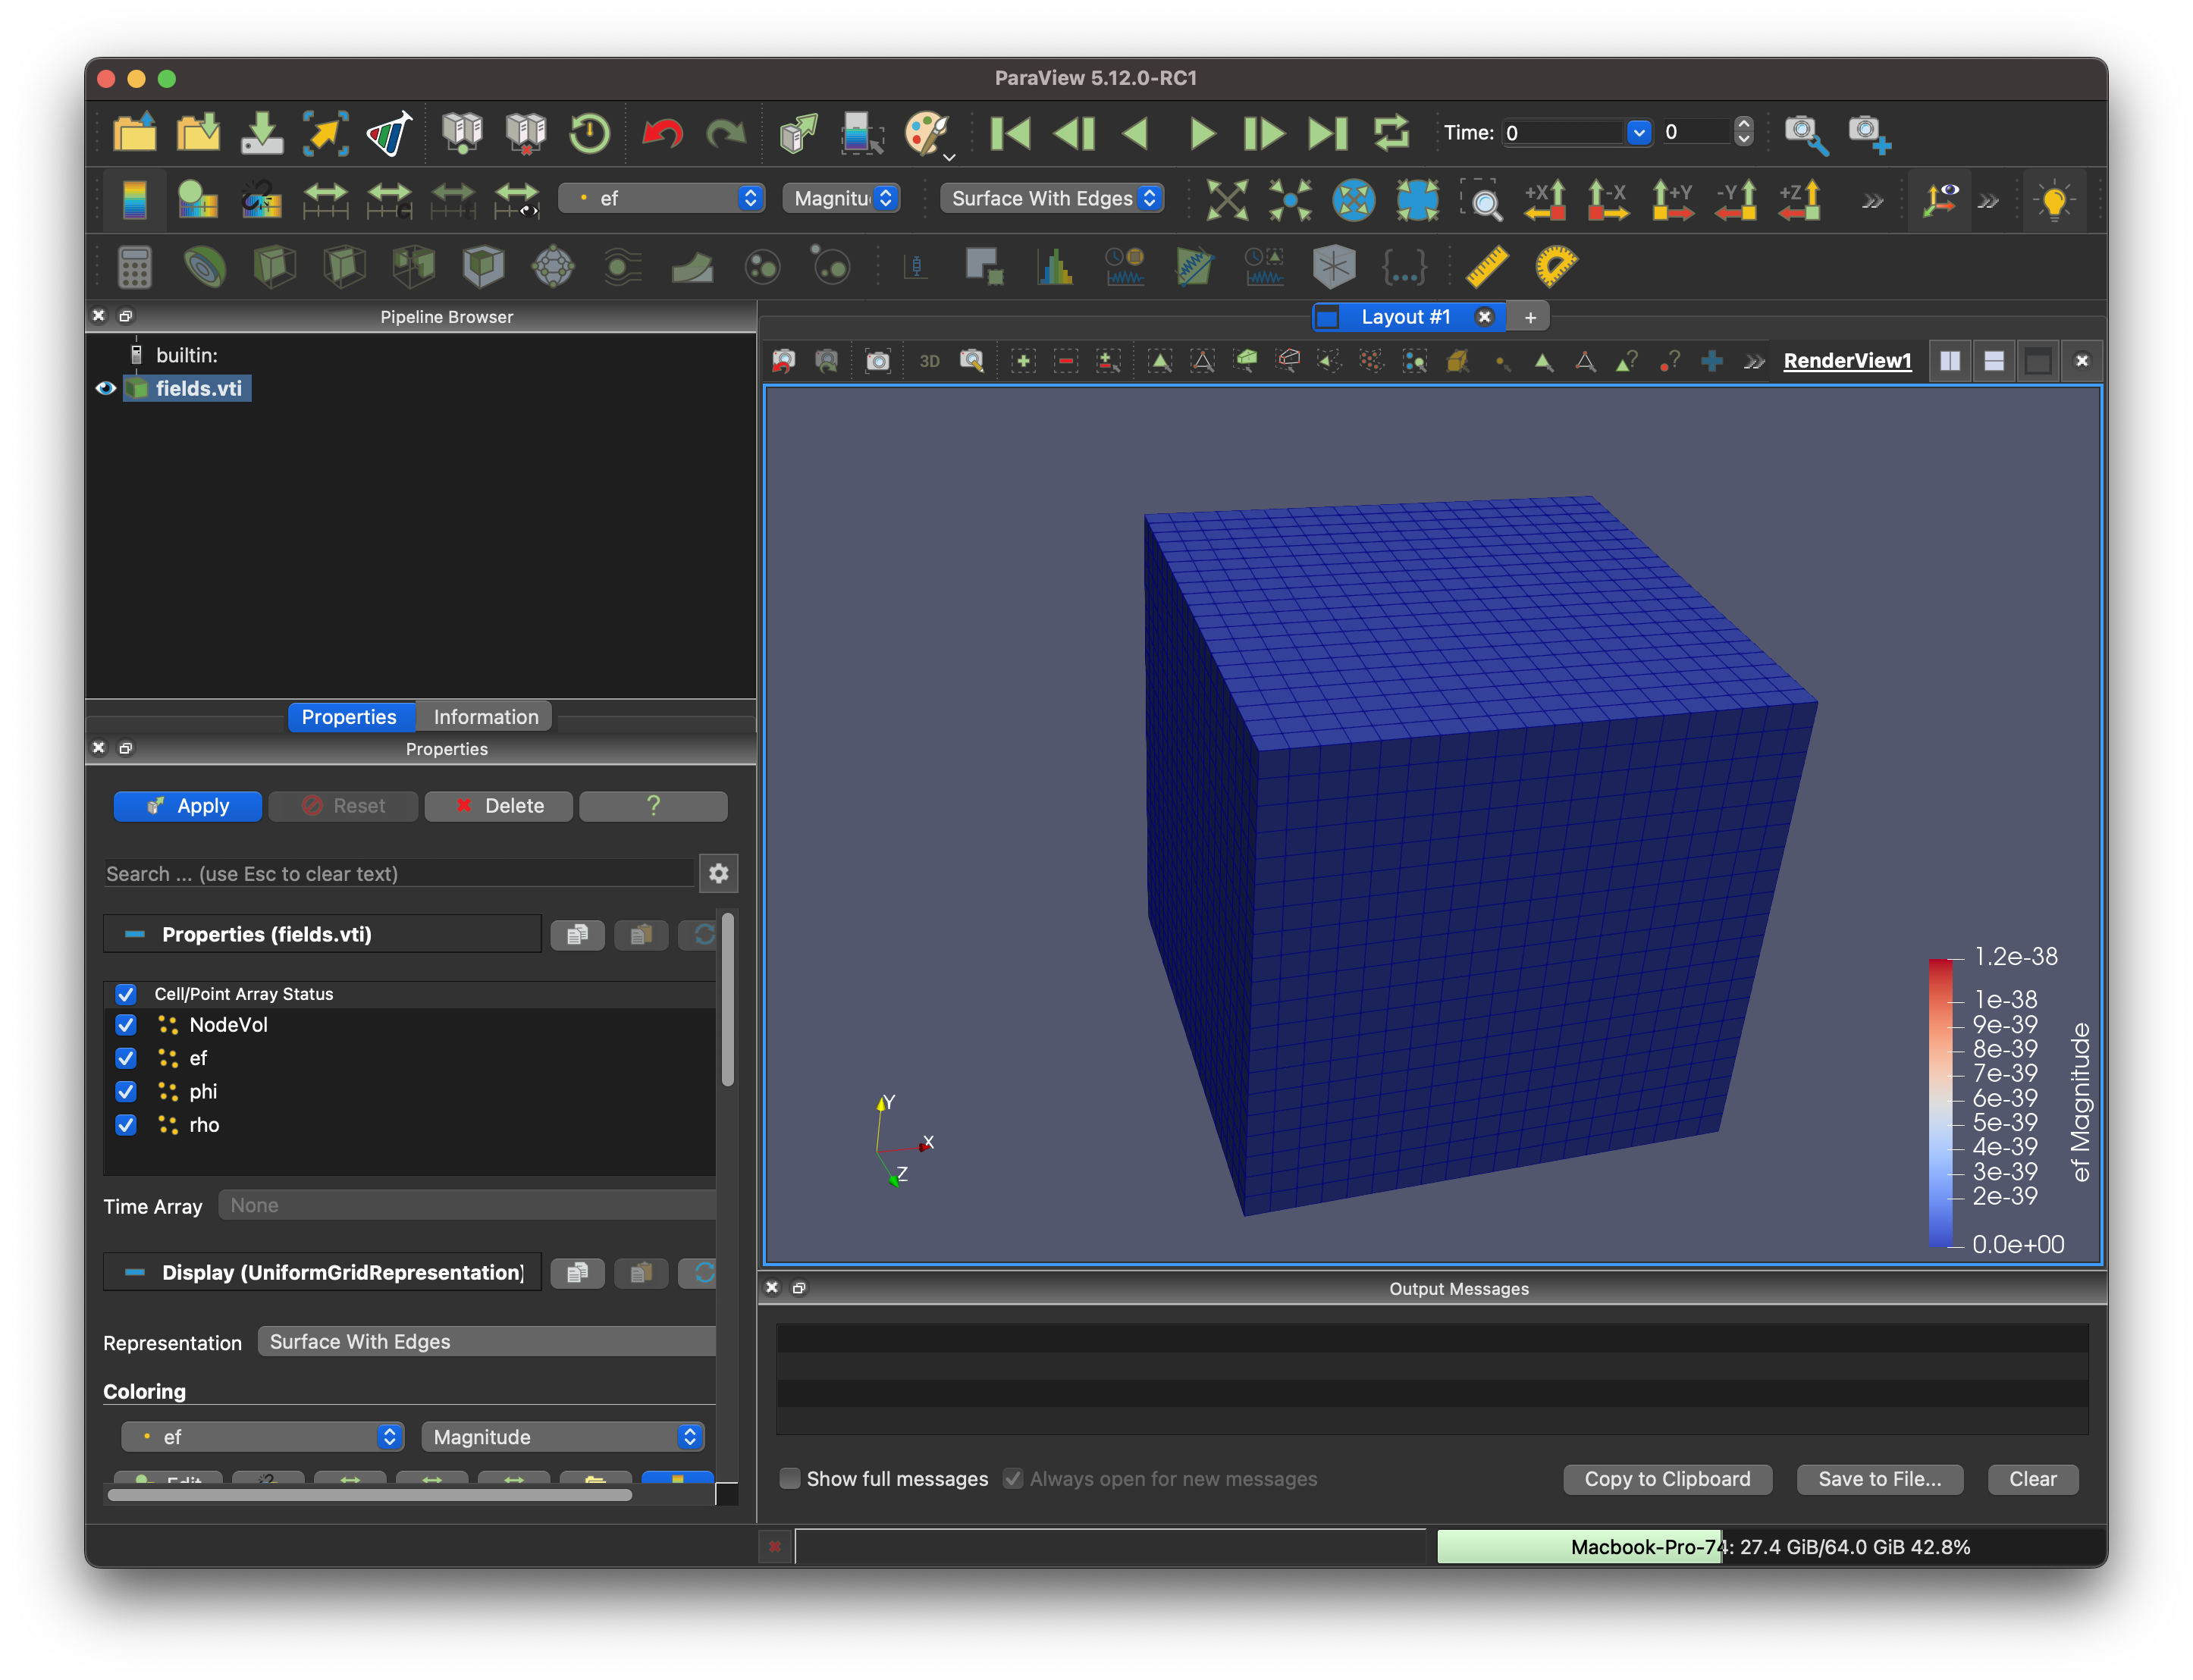 ParaView 5.12.0-RC1
Time: 0 0
ef Magnitu Surface With Edges +X -X +Y -Y +Z
Pipeline Browser
builtin:
fields.vti
Layout #1 +
3D RenderView1
Properties Information
Properties
Apply Reset Delete ?
Search ... (use Esc to clear text)
Properties (fields.vti)
Cell/Point Array Status
NodeVol
ef
phi
rho
Time Array None
Display (UniformGridRepresentation)
Representation Surface With Edges
Coloring
ef Magnitude
Edit
Y
X
Z
1.2e-38
1e-38
9e-39
8e-39
7e-39
6e-39
5e-39
4e-39
3e-39
2e-39
0.0e+00
ef Magnitude
Output Messages
Show full messages Always open for new messages Copy to Clipboard Save to File... Clear
Macbook-Pro-74: 27.4 GiB/64.0 GiB 42.8%